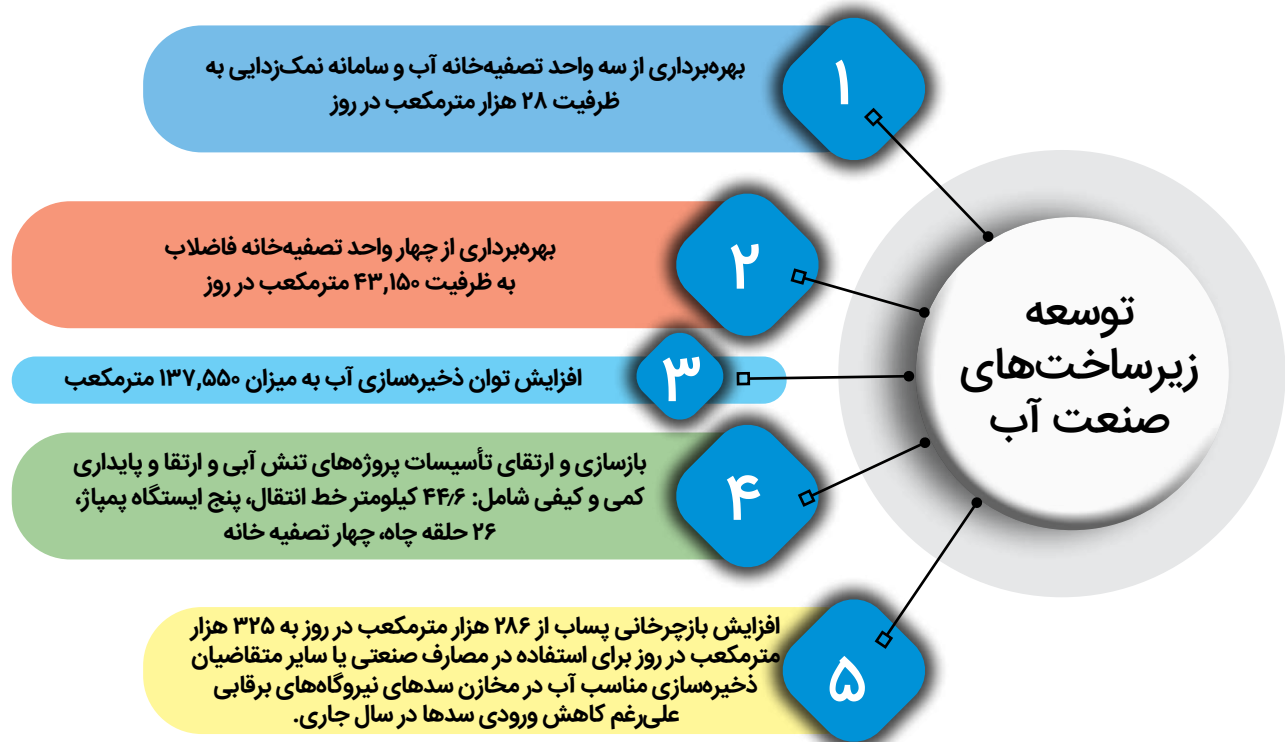 توسعه
زیرساخت‌های
صنعت آب
۱
بهره‌برداری از سه واحد تصفیه‌خانه آب و سامانه نمک‌زدایی به
ظرفیت ۲۸ هزار مترمکعب در روز
۲
بهره‌برداری از چهار واحد تصفیه‌خانه فاضلاب
به ظرفیت ۴۳,۱۵۰ مترمکعب در روز
۳
افزایش توان ذخیره‌سازی آب به میزان ۱۳۷,۵۵۰ مترمکعب
۴
بازسازی و ارتقای تأسیسات پروژه‌های تنش آبی و ارتقا و پایداری
کمی و کیفی شامل: ۴۴٫۶ کیلومتر خط انتقال، پنج ایستگاه پمپاژ،
۲۶ حلقه چاه، چهار تصفیه خانه
۵
افزایش بازچرخانی پساب از ۲۸۶ هزار مترمکعب در روز به ۳۲۵ هزار
مترمکعب در روز برای استفاده در مصارف صنعتی یا سایر متقاضیان
ذخیره‌سازی مناسب آب در مخازن سدهای نیروگاه‌های برقابی
علی‌رغم کاهش ورودی سدها در سال جاری.